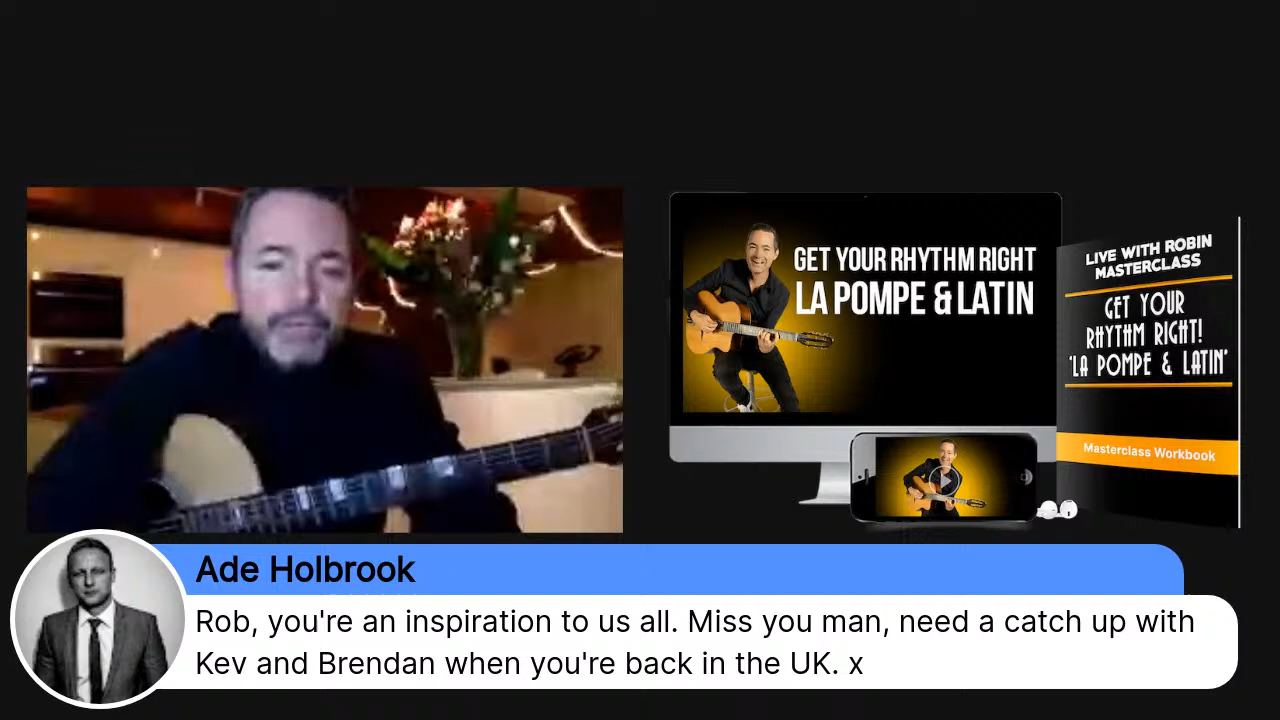 GET YOUR RHYTHM RIGHT
LA POMPE & LATIN
LIVE WITH ROBIN
MASTERCLASS
GET YOUR
RHYTHM RIGHT!
'LA POMPE & LATIN'
Masterclass Workbook
Ade Holbrook
Rob, you're an inspiration to us all. Miss you man, need a catch up with
Kev and Brendan when you're back in the UK. x